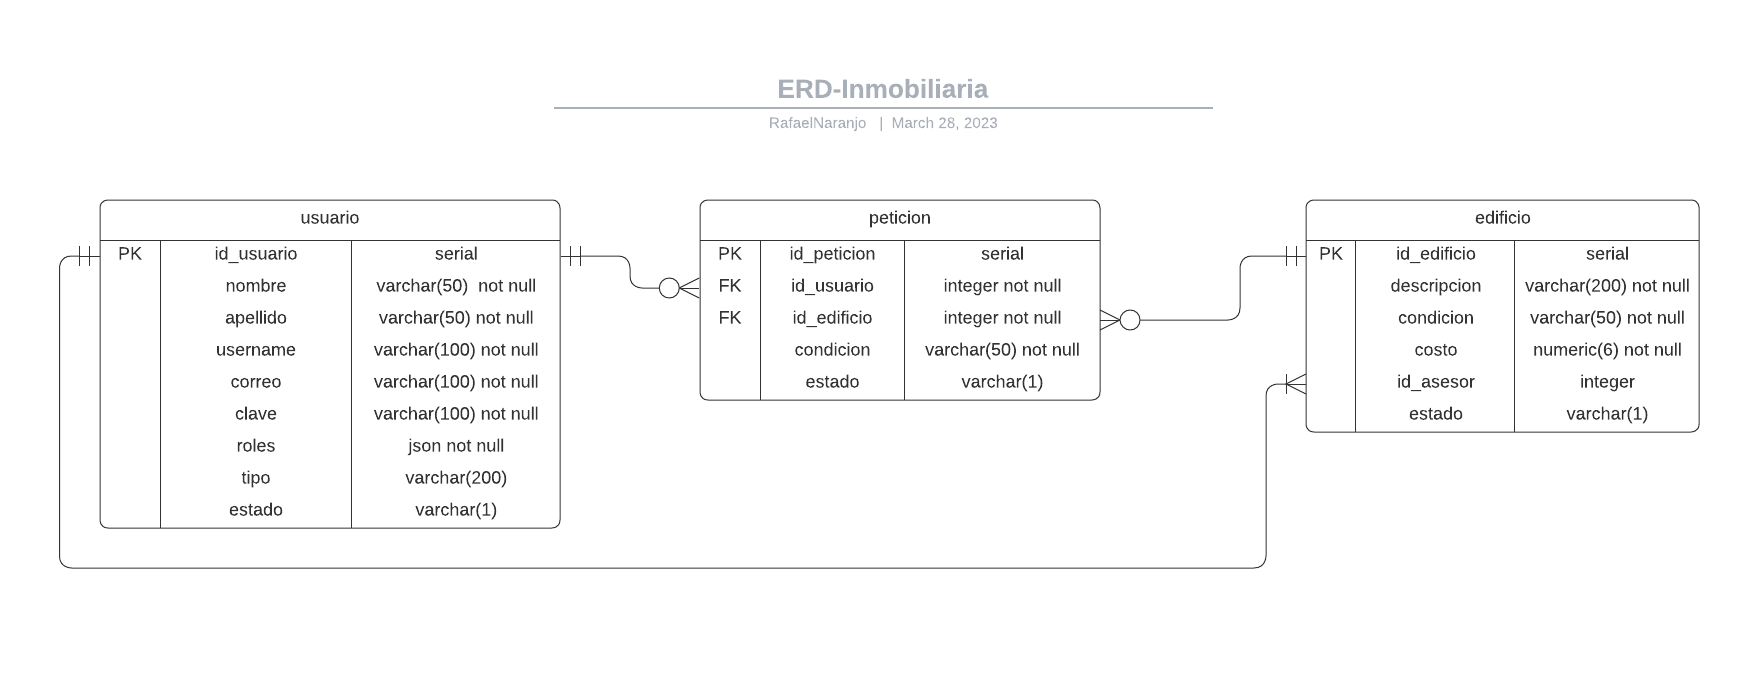 ERD-Inmobiliaria
RafaelNaranjo | March 28, 2023
usuario
PK id_usuario serial
nombre varchar(50) not null
apellido varchar(50) not null
username varchar(100) not null
correo varchar(100) not null
clave varchar(100) not null
roles json not null
tipo varchar(200)
estado varchar(1)
peticion
PK id_peticion serial
FK id_usuario integer not null
FK id_edificio integer not null
condicion varchar(50) not null
estado varchar(1)
edificio
PK id_edificio serial
descripcion varchar(200) not null
condicion varchar(50) not null
costo numeric(6) not null
id_asesor integer
estado varchar(1)